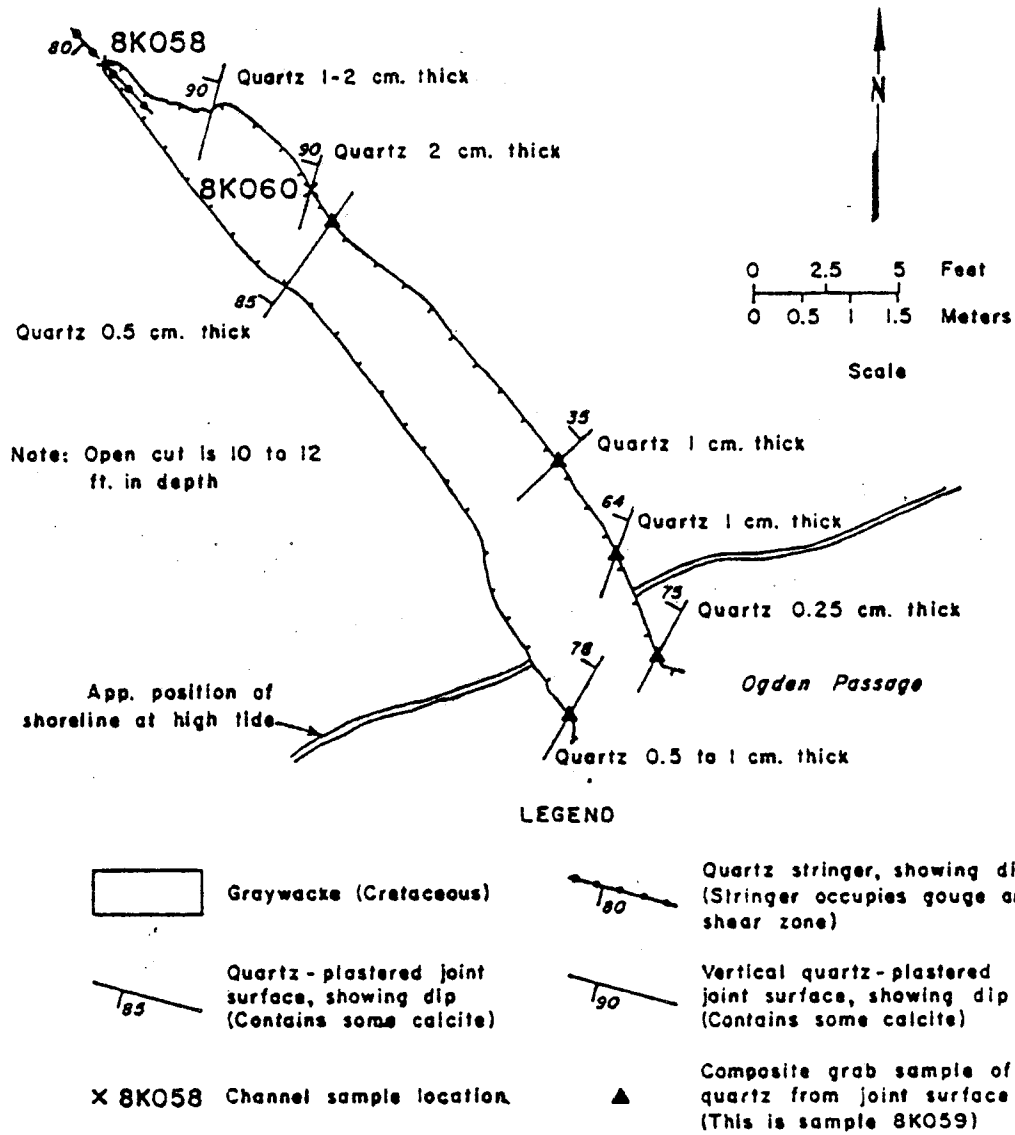 80
8K058
90
Quartz 1-2 cm. thick
N
90
Quartz 2 cm. thick
8K060
0 2.5 5 Feet
0 0.5 1 1.5 Meters
85
Quartz 0.5 cm. thick
Scale
35
Quartz 1 cm. thick
Note: Open cut is 10 to 12
ft. in depth
64
Quartz 1 cm. thick
75
Quartz 0.25 cm. thick
78
Ogden Passage
App. position of
shoreline at high tide
Quartz 0.5 to 1 cm. thick
LEGEND
Graywacke (Cretaceous)
80
Quartz stringer, showing di
(Stringer occupies gouge a
shear zone)
85
Quartz-plastered joint
surface, showing dip
(Contains some calcite)
90
Vertical quartz-plastered
joint surface, showing dip
(Contains some calcite)
8K058 Channel sample location
Composite grab sample of
quartz from joint surface
(This is sample 8K059)